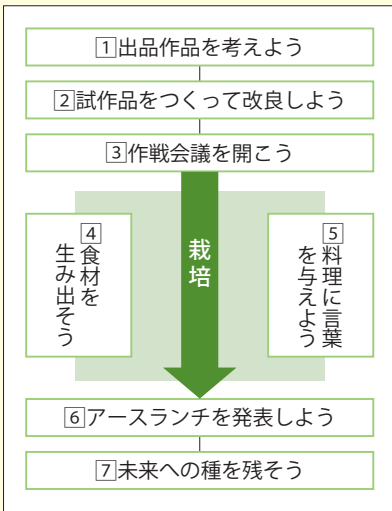 1出品作品を考えよう
2試作品をつくって改良しよう
3作戦会議を開こう
栽培
4食材を
生み出そう
5料理に言葉
を与えよう
6アースランチを発表しよう
7未来への種を残そう